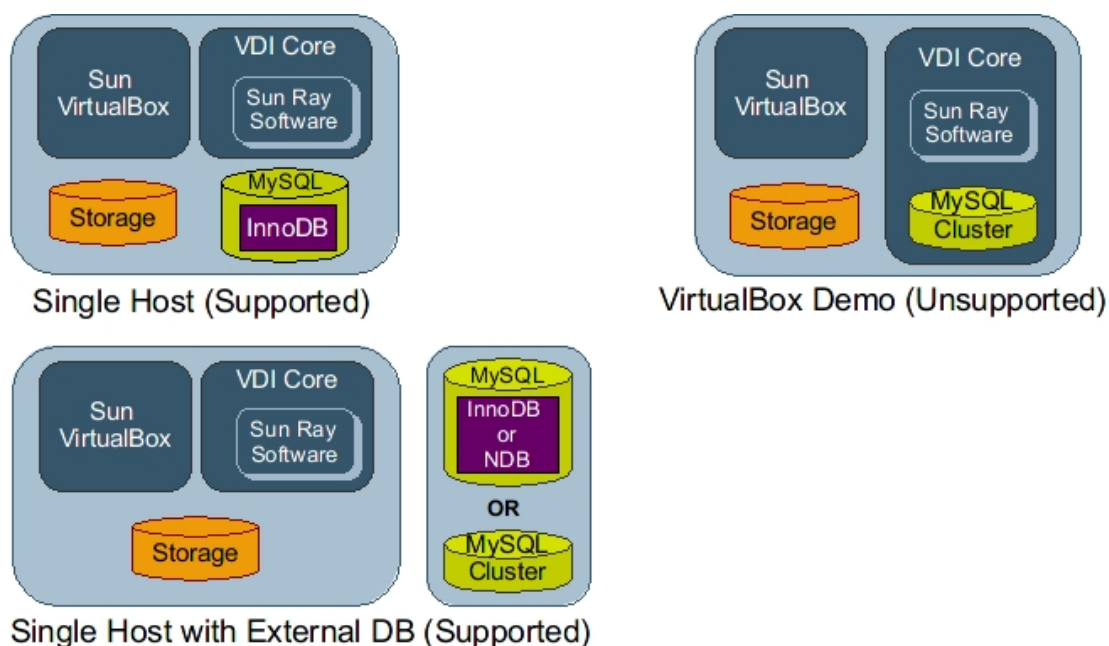 Sun
VirtualBox
VDI Core
Sun Ray
Software
Storage
MySQL
InnoDB
Single Host (Supported)
Sun
VirtualBox
VDI Core
Sun Ray
Software
Storage
MySQL
Cluster
VirtualBox Demo (Unsupported)
Sun
VirtualBox
VDI Core
Sun Ray
Software
Storage
MySQL
InnoDB
or
NDB
OR
MySQL
Cluster
Single Host with External DB (Supported)